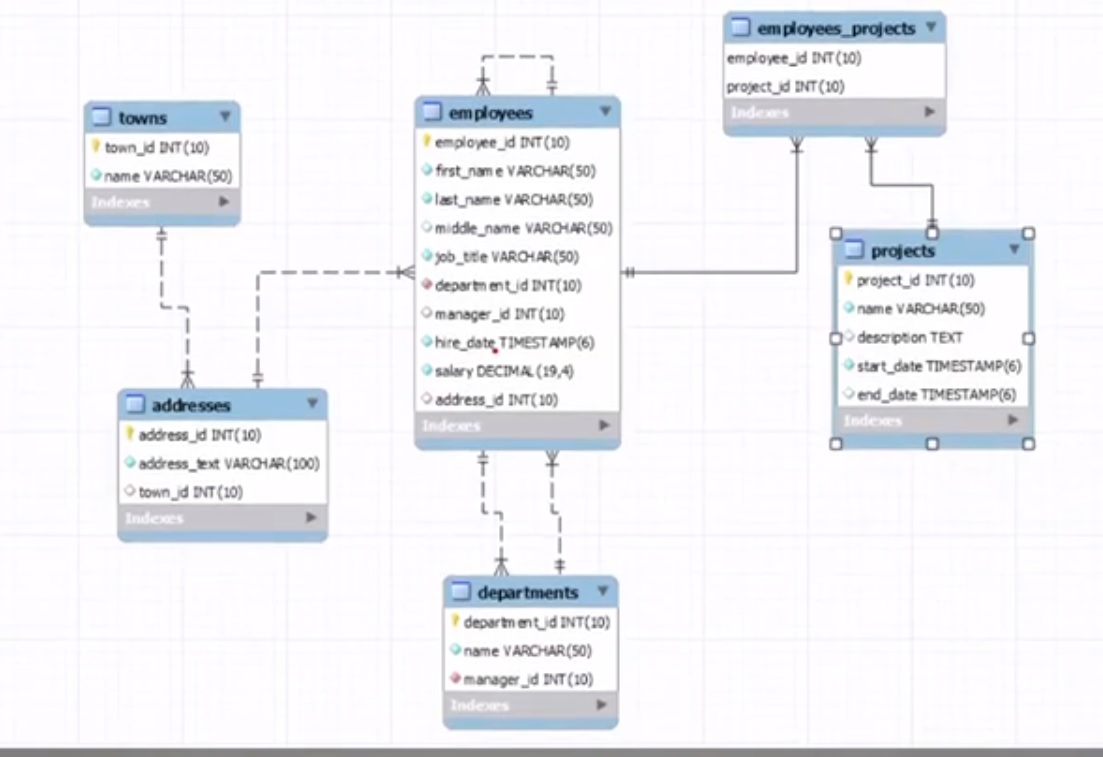 employees_projects
employee_id INT(10)
project_id INT(10)
Indexes
towns
town_id INT(10)
name VARCHAR(50)
Indexes
employees
employee_id INT(10)
first_name VARCHAR(50)
last_name VARCHAR(50)
middle_name VARCHAR(50)
job_title VARCHAR(50)
department_id INT(10)
manager_id INT(10)
hire_date TIMESTAMP(6)
salary DECIMAL(19,4)
address_id INT(10)
Indexes
projects
project_id INT(10)
name VARCHAR(50)
description TEXT
start_date TIMESTAMP(6)
end_date TIMESTAMP(6)
Indexes
addresses
address_id INT(10)
address_text VARCHAR(100)
town_id INT(10)
Indexes
departments
department_id INT(10)
name VARCHAR(50)
manager_id INT(10)
Indexes